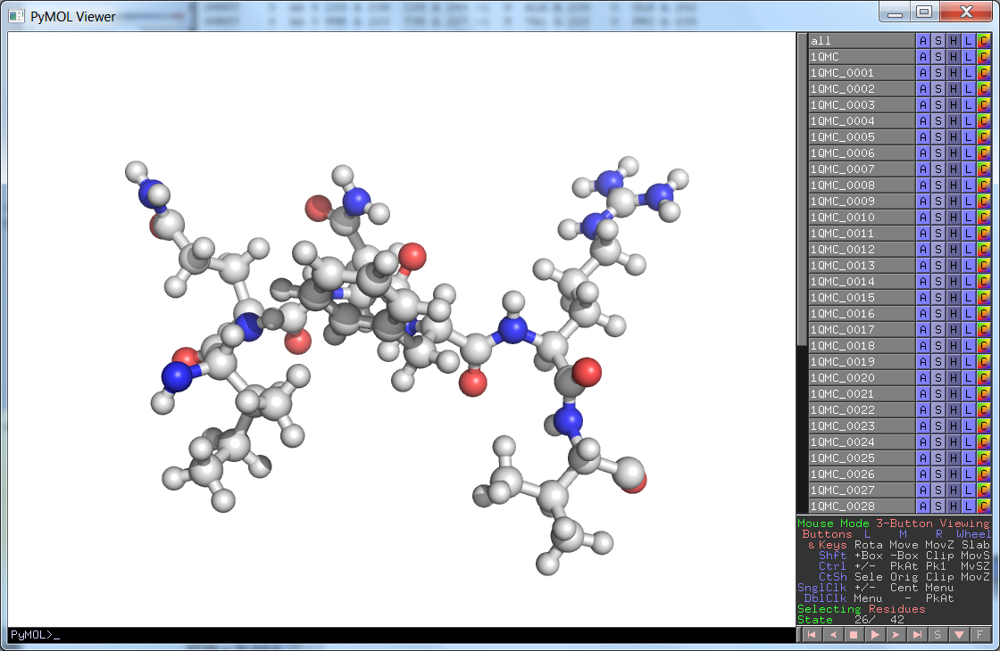 PyMOL Viewer
all A S H L C
1QMC A S H L C
1QMC_0001 A S H L C
1QMC_0002 A S H L C
1QMC_0003 A S H L C
1QMC_0004 A S H L C
1QMC_0005 A S H L C
1QMC_0006 A S H L C
1QMC_0007 A S H L C
1QMC_0008 A S H L C
1QMC_0009 A S H L C
1QMC_0010 A S H L C
1QMC_0011 A S H L C
1QMC_0012 A S H L C
1QMC_0013 A S H L C
1QMC_0014 A S H L C
1QMC_0015 A S H L C
1QMC_0016 A S H L C
1QMC_0017 A S H L C
1QMC_0018 A S H L C
1QMC_0019 A S H L C
1QMC_0020 A S H L C
1QMC_0021 A S H L C
1QMC_0022 A S H L C
1QMC_0023 A S H L C
1QMC_0024 A S H L C
1QMC_0025 A S H L C
1QMC_0026 A S H L C
1QMC_0027 A S H L C
1QMC_0028 A S H L C
Mouse Mode 3-Button Viewing
Buttons L M R Wheel
& Keys Rota Move MovZ Slab
Shft +Box -Box Clip MovS
Ctrl +/- PkAt Pk1 MvSZ
CtSh Sele Orig Clip MovZ
SnglClk +/- Cent Menu
DblClk Menu - PkAt
Selecting Residues
State 26/ 42
PyMOL>_
S F